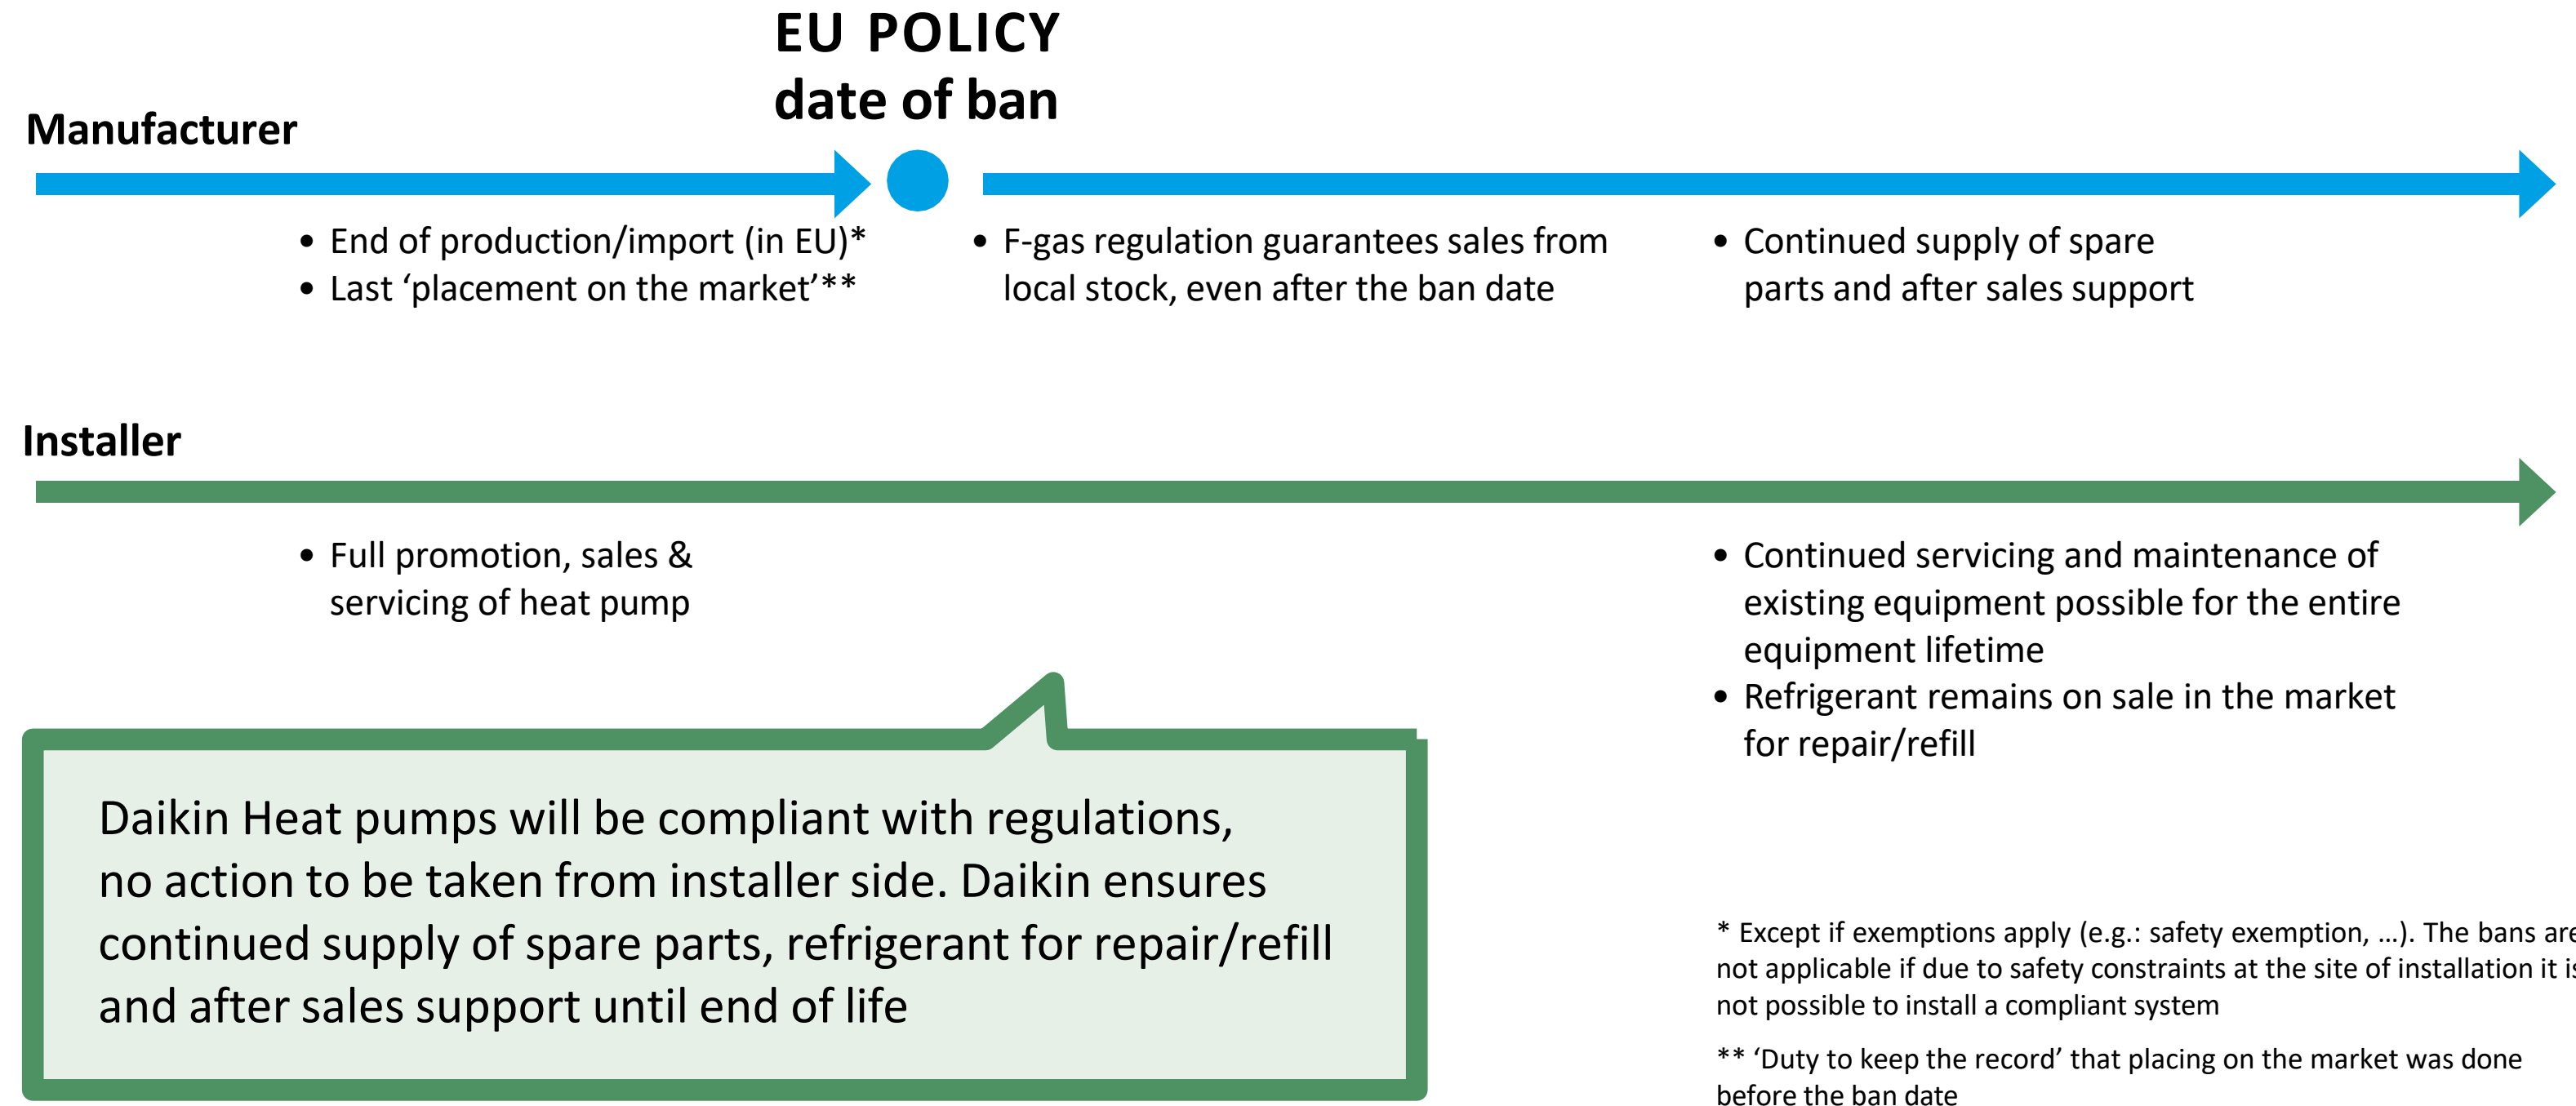 EU POLICY
date of ban
Manufacturer
• End of production/import (in EU)*
• Last ‘placement on the market’**
• F-gas regulation guarantees sales from
local stock, even after the ban date
• Continued supply of spare
parts and after sales support
Installer
• Full promotion, sales &
servicing of heat pump
• Continued servicing and maintenance of
existing equipment possible for the entire
equipment lifetime
• Refrigerant remains on sale in the market
for repair/refill
Daikin Heat pumps will be compliant with regulations,
no action to be taken from installer side. Daikin ensures
continued supply of spare parts, refrigerant for repair/refill
and after sales support until end of life
* Except if exemptions apply (e.g.: safety exemption, …). The bans are
not applicable if due to safety constraints at the site of installation it is
not possible to install a compliant system
** ‘Duty to keep the record’ that placing on the market was done
before the ban date